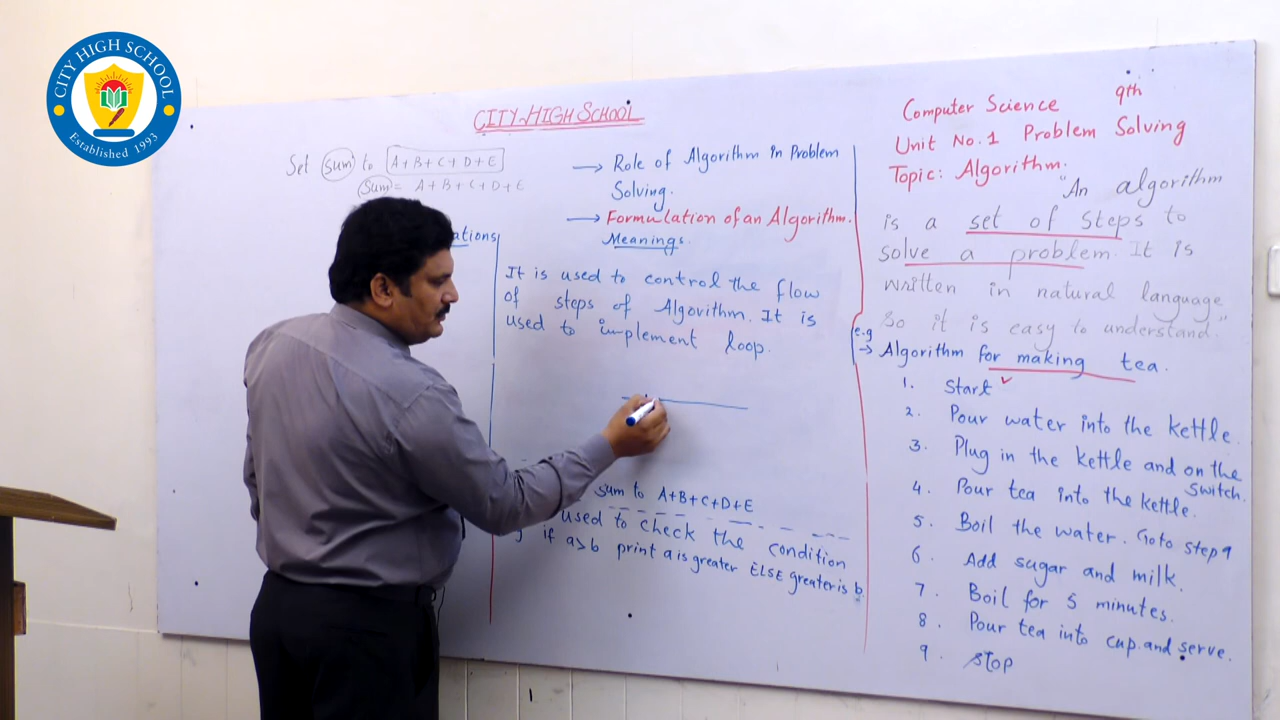 CITY HIGH SCHOOL
Established 1993
CITY HIGH SCHOOL
Set sum to A+B+C+D+E
sum = A+B+C+D+E
ations
→ Role of Algorithm in Problem
Solving.
→ Formulation of an Algorithm.
Meanings.
It is used to control the flow
of steps of Algorithm. It is
used to implement loop.
sum to A+B+C+D+E
used to check the condition
if a>b print a is greater ELSE greater is b
Computer Science 9th
Unit No.1 Problem Solving
Topic: Algorithm.
"An algorithm
is a set of steps to
solve a problem. It is
written in natural language
so it is easy to understand."
e.g
→ Algorithm for making tea.
1. Start
2. Pour water into the kettle.
3. Plug in the kettle and on the
switch.
4. Pour tea into the kettle.
5. Boil the water. Goto step 9
6. Add sugar and milk.
7. Boil for 5 minutes.
8. Pour tea into cup and serve.
9. Stop